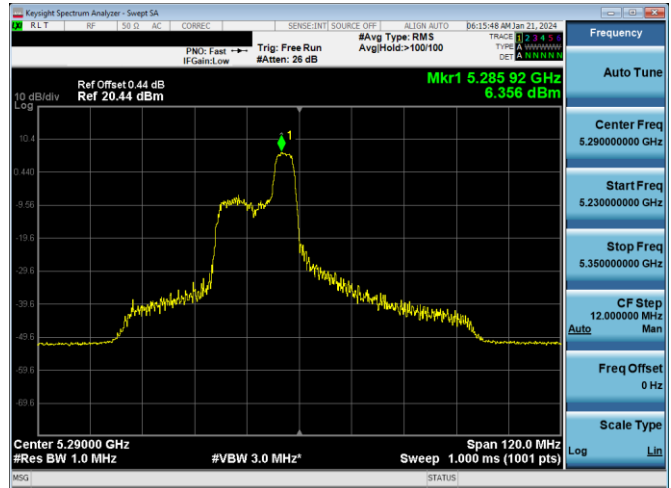 Keysight Spectrum Analyzer - Swept SA
RLT RF 50 Ω AC CORREC SENSE:INT SOURCE OFF ALIGN AUTO 06:15:48 AM Jan 21, 2024
#Avg Type: RMS TRACE 1 2 3 4 5 6
PNO: Fast Trig: Free Run Avg|Hold:>100/100 TYPE A WWWWW
IFGain:Low #Atten: 26 dB DET A N N N N N
Mkr1 5.285 92 GHz
6.356 dBm
Ref Offset 0.44 dB
10 dB/div Ref 20.44 dBm
Log
1
10.4
0.440
-9.56
-19.6
-29.6
-39.6
-49.6
-59.6
-69.6
Center 5.29000 GHz Span 120.0 MHz
#Res BW 1.0 MHz #VBW 3.0 MHz* Sweep 1.000 ms (1001 pts)
MSG STATUS
Frequency
Auto Tune
Center Freq
5.290000000 GHz
Start Freq
5.230000000 GHz
Stop Freq
5.350000000 GHz
CF Step
12.000000 MHz
Auto Man
Freq Offset
0 Hz
Scale Type
Log Lin